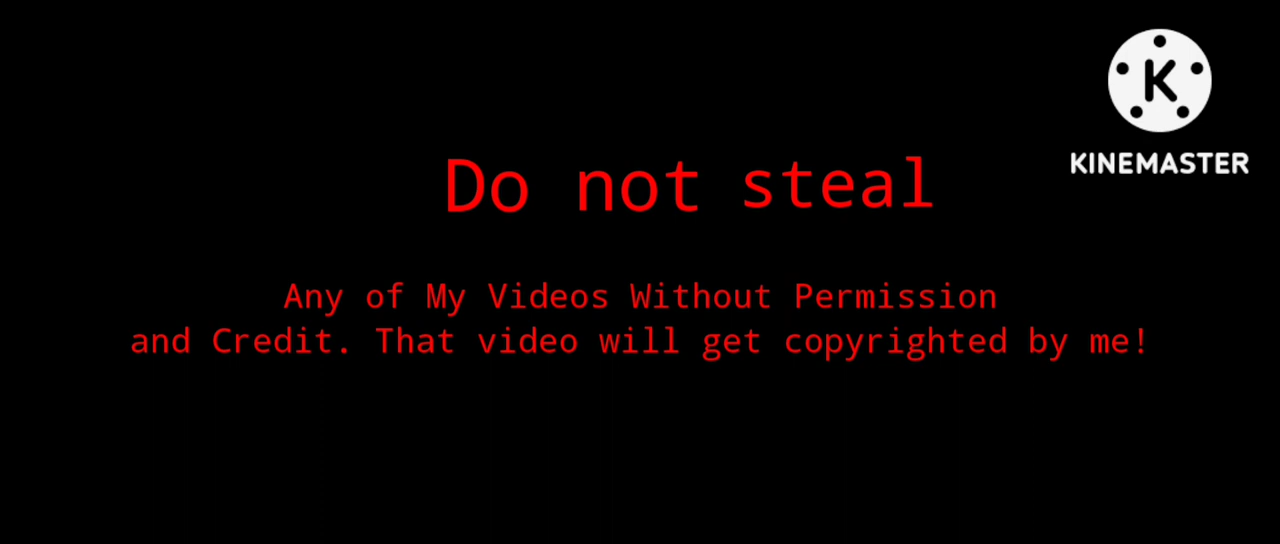 K
KINEMASTER
Do not steal
Any of My Videos Without Permission
and Credit. That video will get copyrighted by me!